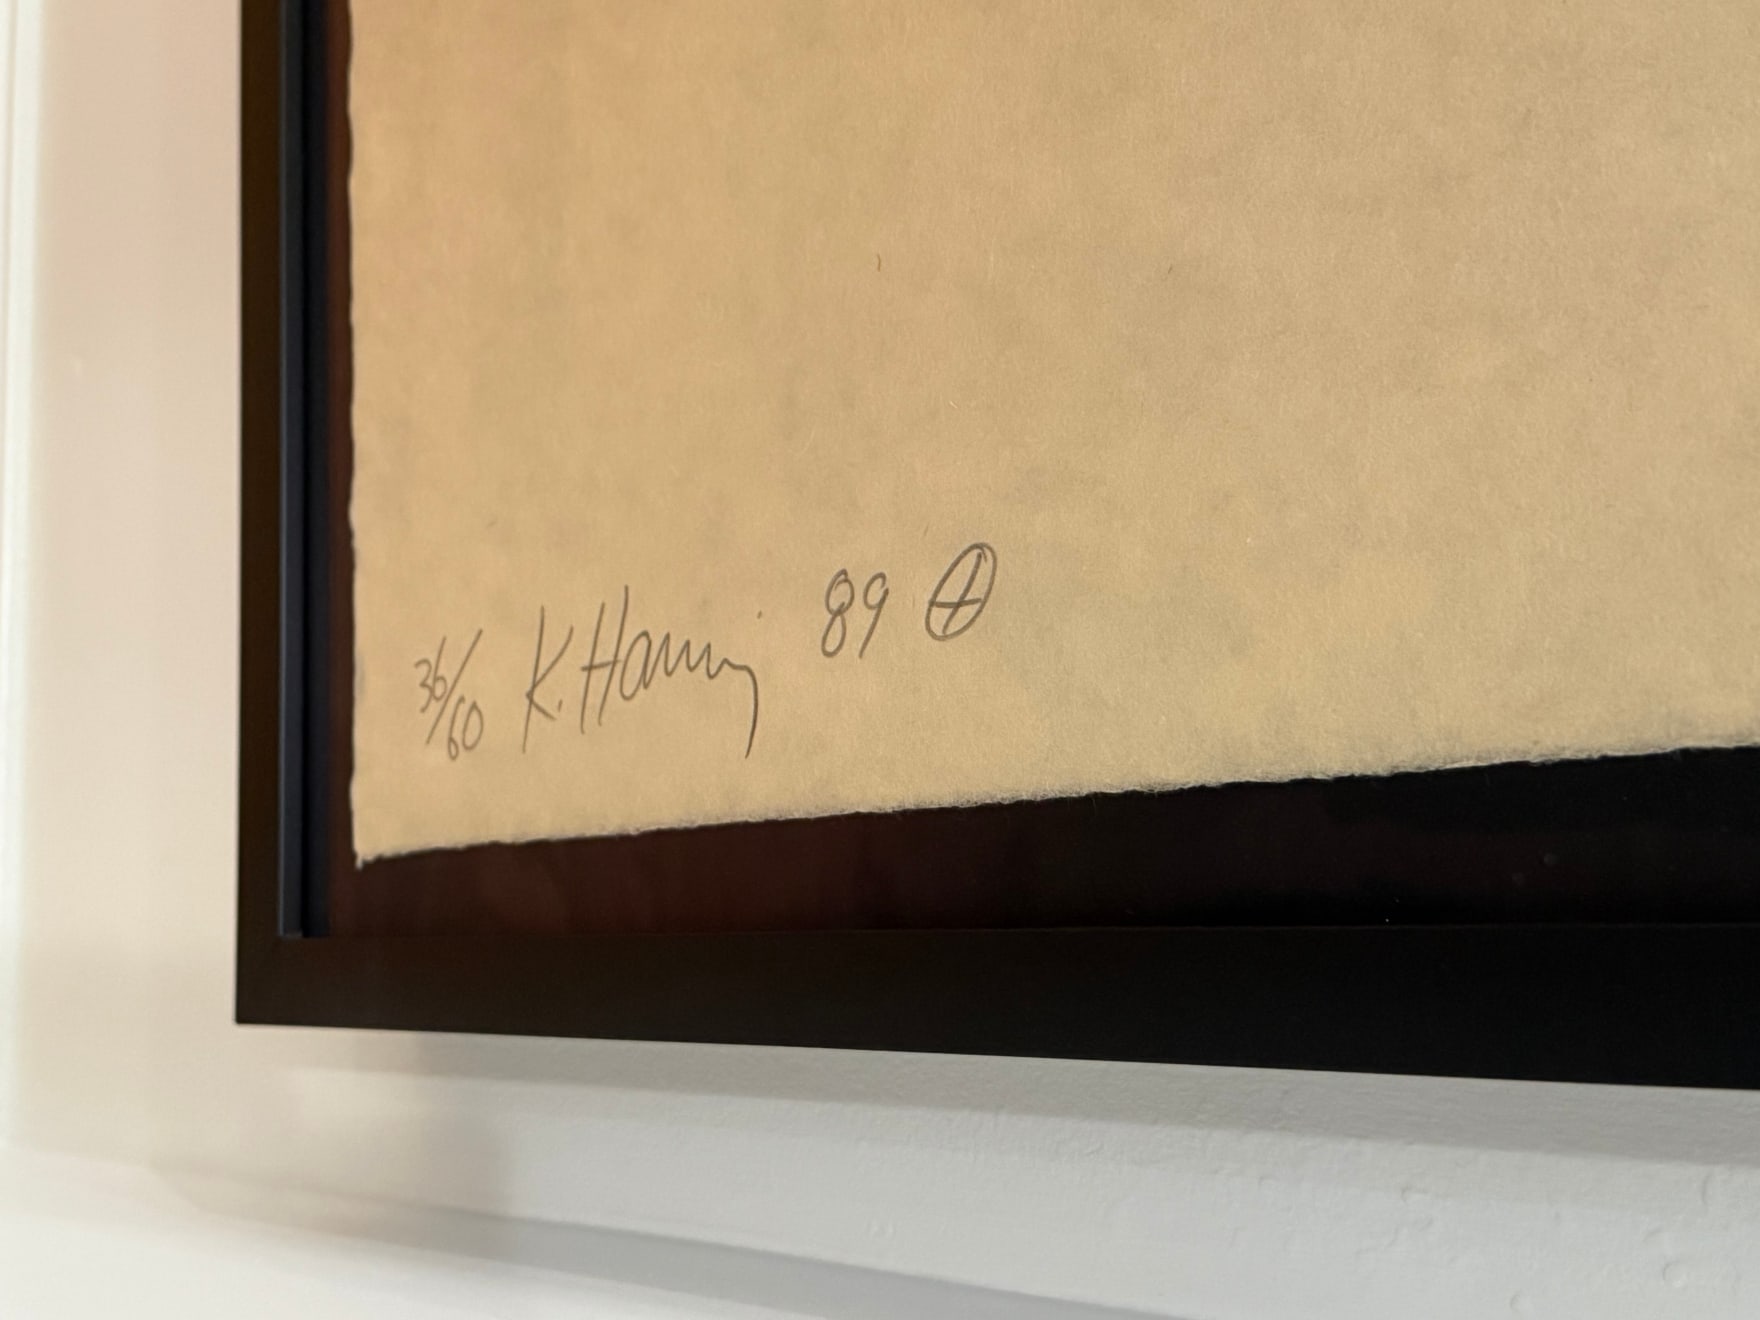 36/60 K. Haring 89 ⊕